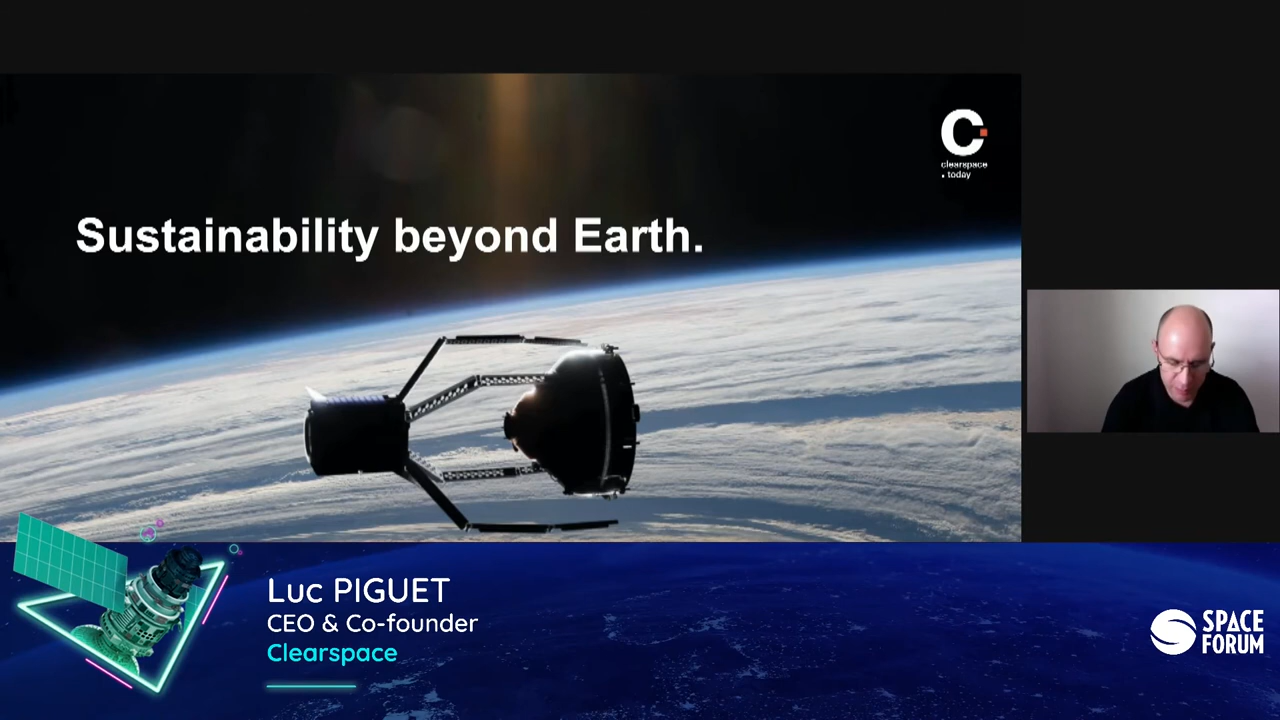 Sustainability beyond Earth.
clearspace
. today
Luc PIGUET
CEO & Co-founder
Clearspace
SPACE
FORUM